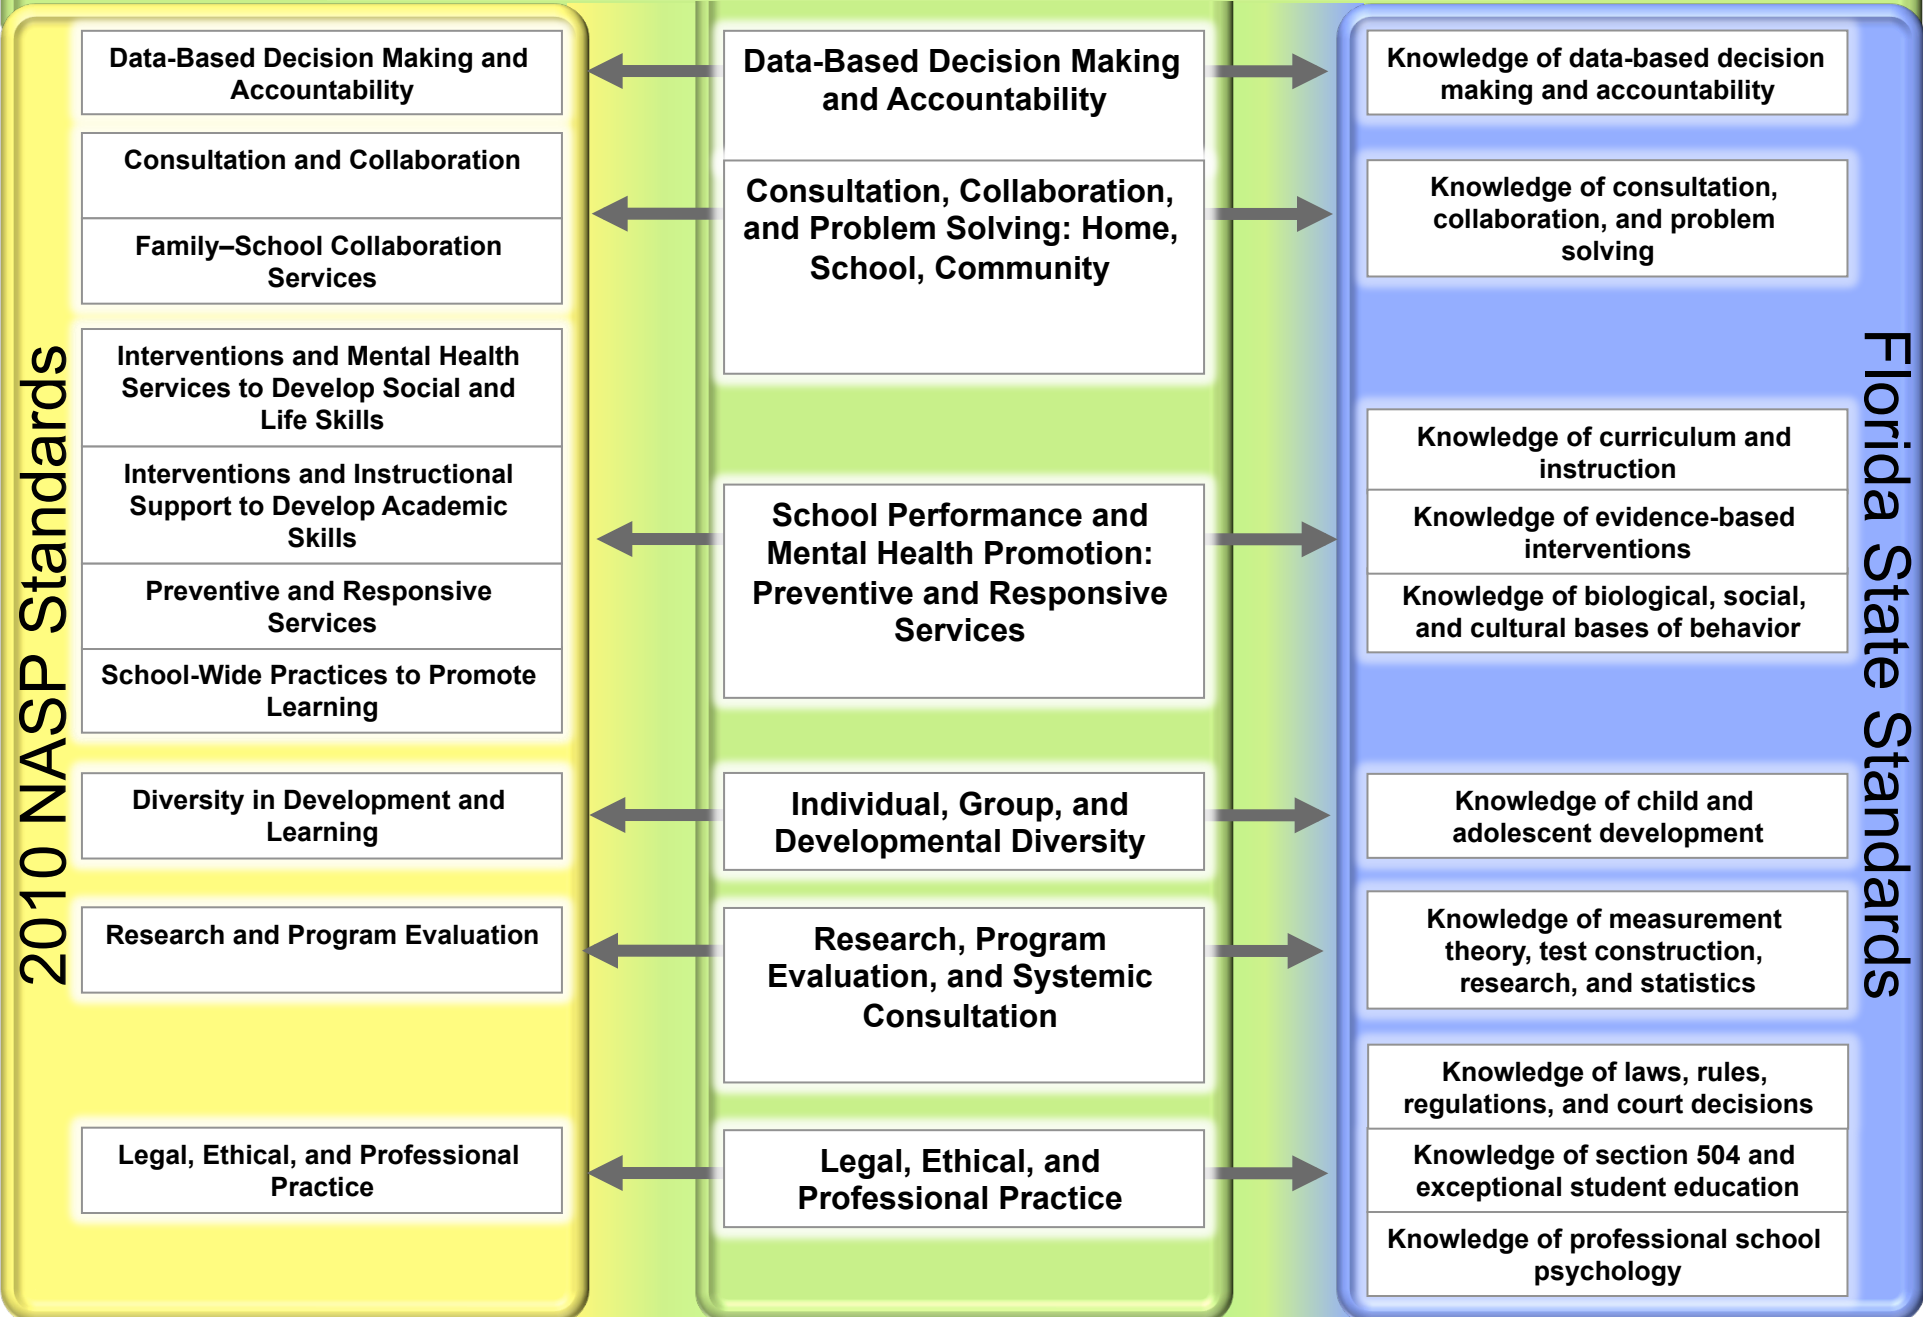 2010 NASP Standards
Data-Based Decision Making and
Accountability
Consultation and Collaboration
Family–School Collaboration
Services
Interventions and Mental Health
Services to Develop Social and
Life Skills
Interventions and Instructional
Support to Develop Academic
Skills
Preventive and Responsive
Services
School-Wide Practices to Promote
Learning
Diversity in Development and
Learning
Research and Program Evaluation
Legal, Ethical, and Professional
Practice
Data-Based Decision Making
and Accountability
Consultation, Collaboration,
and Problem Solving: Home,
School, Community
School Performance and
Mental Health Promotion:
Preventive and Responsive
Services
Individual, Group, and
Developmental Diversity
Research, Program
Evaluation, and Systemic
Consultation
Legal, Ethical, and
Professional Practice
Knowledge of data-based decision
making and accountability
Knowledge of consultation,
collaboration, and problem
solving
Knowledge of curriculum and
instruction
Knowledge of evidence-based
interventions
Knowledge of biological, social,
and cultural bases of behavior
Knowledge of child and
adolescent development
Knowledge of measurement
theory, test construction,
research, and statistics
Knowledge of laws, rules,
regulations, and court decisions
Knowledge of section 504 and
exceptional student education
Knowledge of professional school
psychology
Florida State Standards